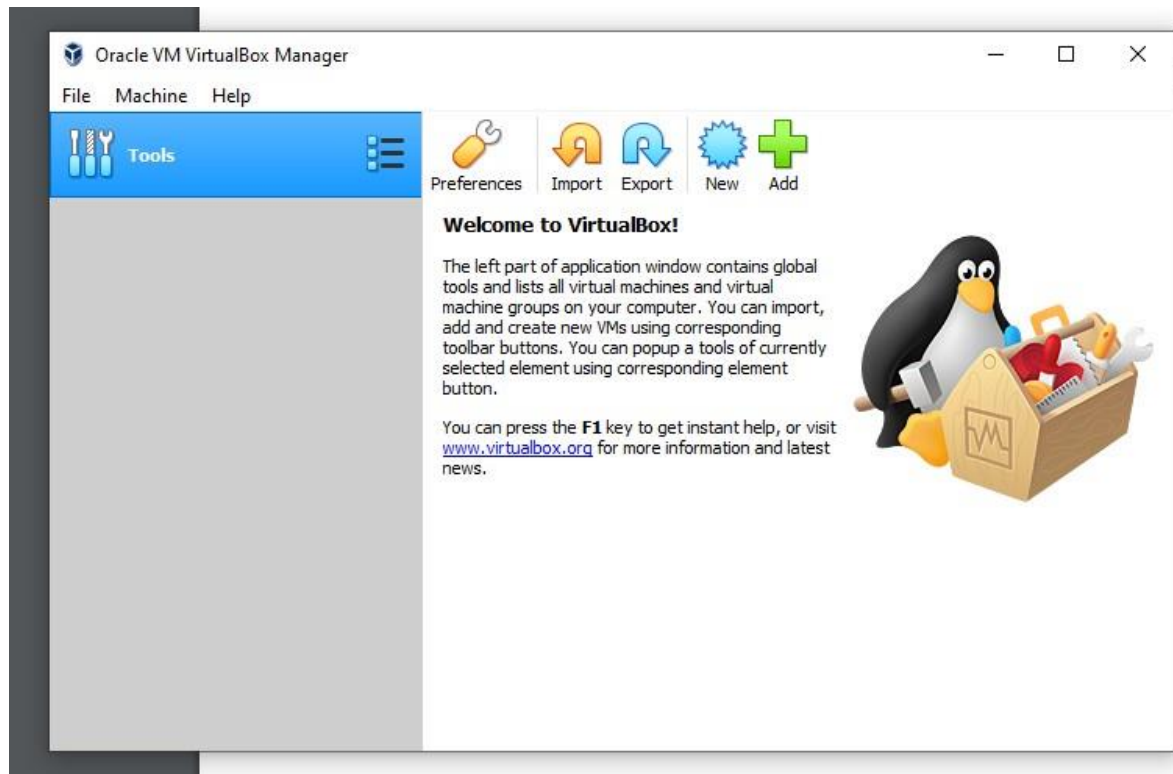 Oracle VM VirtualBox Manager
File Machine Help
Tools
Preferences Import Export New Add
Welcome to VirtualBox!
The left part of application window contains global
tools and lists all virtual machines and virtual
machine groups on your computer. You can import,
add and create new VMs using corresponding
toolbar buttons. You can popup a tools of currently
selected element using corresponding element
button.
You can press the F1 key to get instant help, or visit
www.virtualbox.org for more information and latest
news.